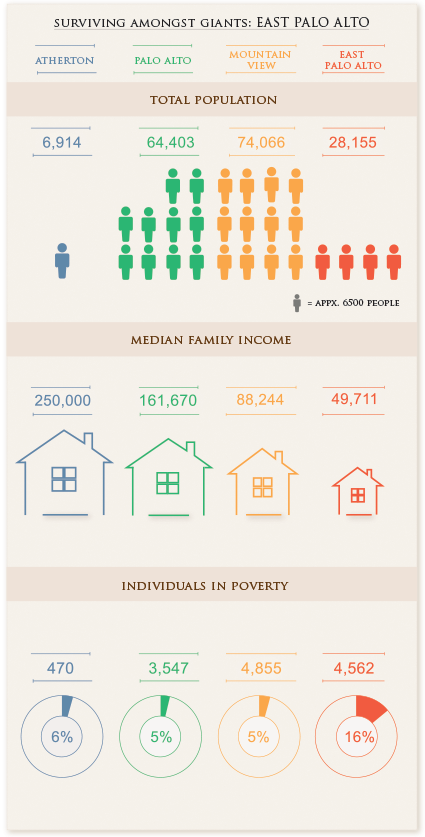 SURVIVING AMONGST GIANTS: EAST PALO ALTO
ATHERTON
PALO ALTO
MOUNTAIN
VIEW
EAST
PALO ALTO
TOTAL POPULATION
6,914
64,403
74,066
28,155
= APPX. 6500 PEOPLE
MEDIAN FAMILY INCOME
250,000
161,670
88,244
49,711
INDIVIDUALS IN POVERTY
470
3,547
4,855
4,562
6%
5%
5%
16%